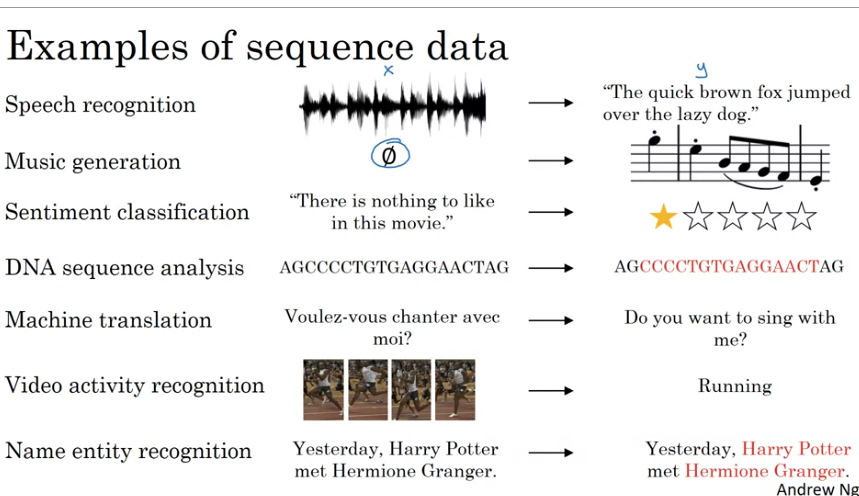 Examples of sequence data
x
y
Speech recognition
“The quick brown fox jumped
over the lazy dog.”
Music generation
∅
Sentiment classification
“There is nothing to like
in this movie.”
DNA sequence analysis
AGCCCCTGTGAGGAACTAG
AGCCCCTGTGAGGAACTAG
Machine translation
Voulez-vous chanter avec
moi?
Do you want to sing with
me?
Video activity recognition
Running
Name entity recognition
Yesterday, Harry Potter
met Hermione Granger.
Yesterday, Harry Potter
met Hermione Granger.
Andrew Ng